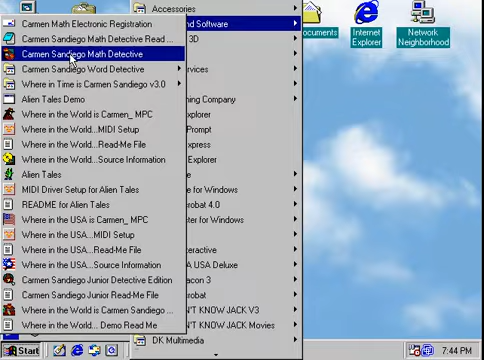 Accessories
nd Software
Carmen Math Electronic Registration
Carmen Sandiego Math Detective Read ...
3D
Carmen Sandiego Math Detective
Carmen Sandiego Word Detective
rvices
Where in Time is Carmen Sandiego v3.0
Alien Tales Demo
ning Company
Where in the World is Carmen_ MPC
xplorer
Where in the World...MIDI Setup
Prompt
Where in the World...Read-Me File
xpress
Where in the World...Source Information
Explorer
Alien Tales
MIDI Driver Setup for Alien Tales
e for Windows
README for Alien Tales
robat 4.0
Where in the USA is Carmen_ MPC
ster for Windows
Where in the USA...MIDI Setup
Where in the USA...Read-Me File
eractive
Where in the USA...Source Information
A USA Deluxe
Carmen Sandiego Junior Detective Edition
acon 3
Carmen Sandiego Junior Read-Me File
robat
Where in the World is Carmen Sandiego ...
N'T KNOW JACK V3
Where in the World... Demo Read Me
N'T KNOW JACK Movies
DK Multimedia
ocuments
Internet
Explorer
Network
Neighborhood
Start
7:44 PM